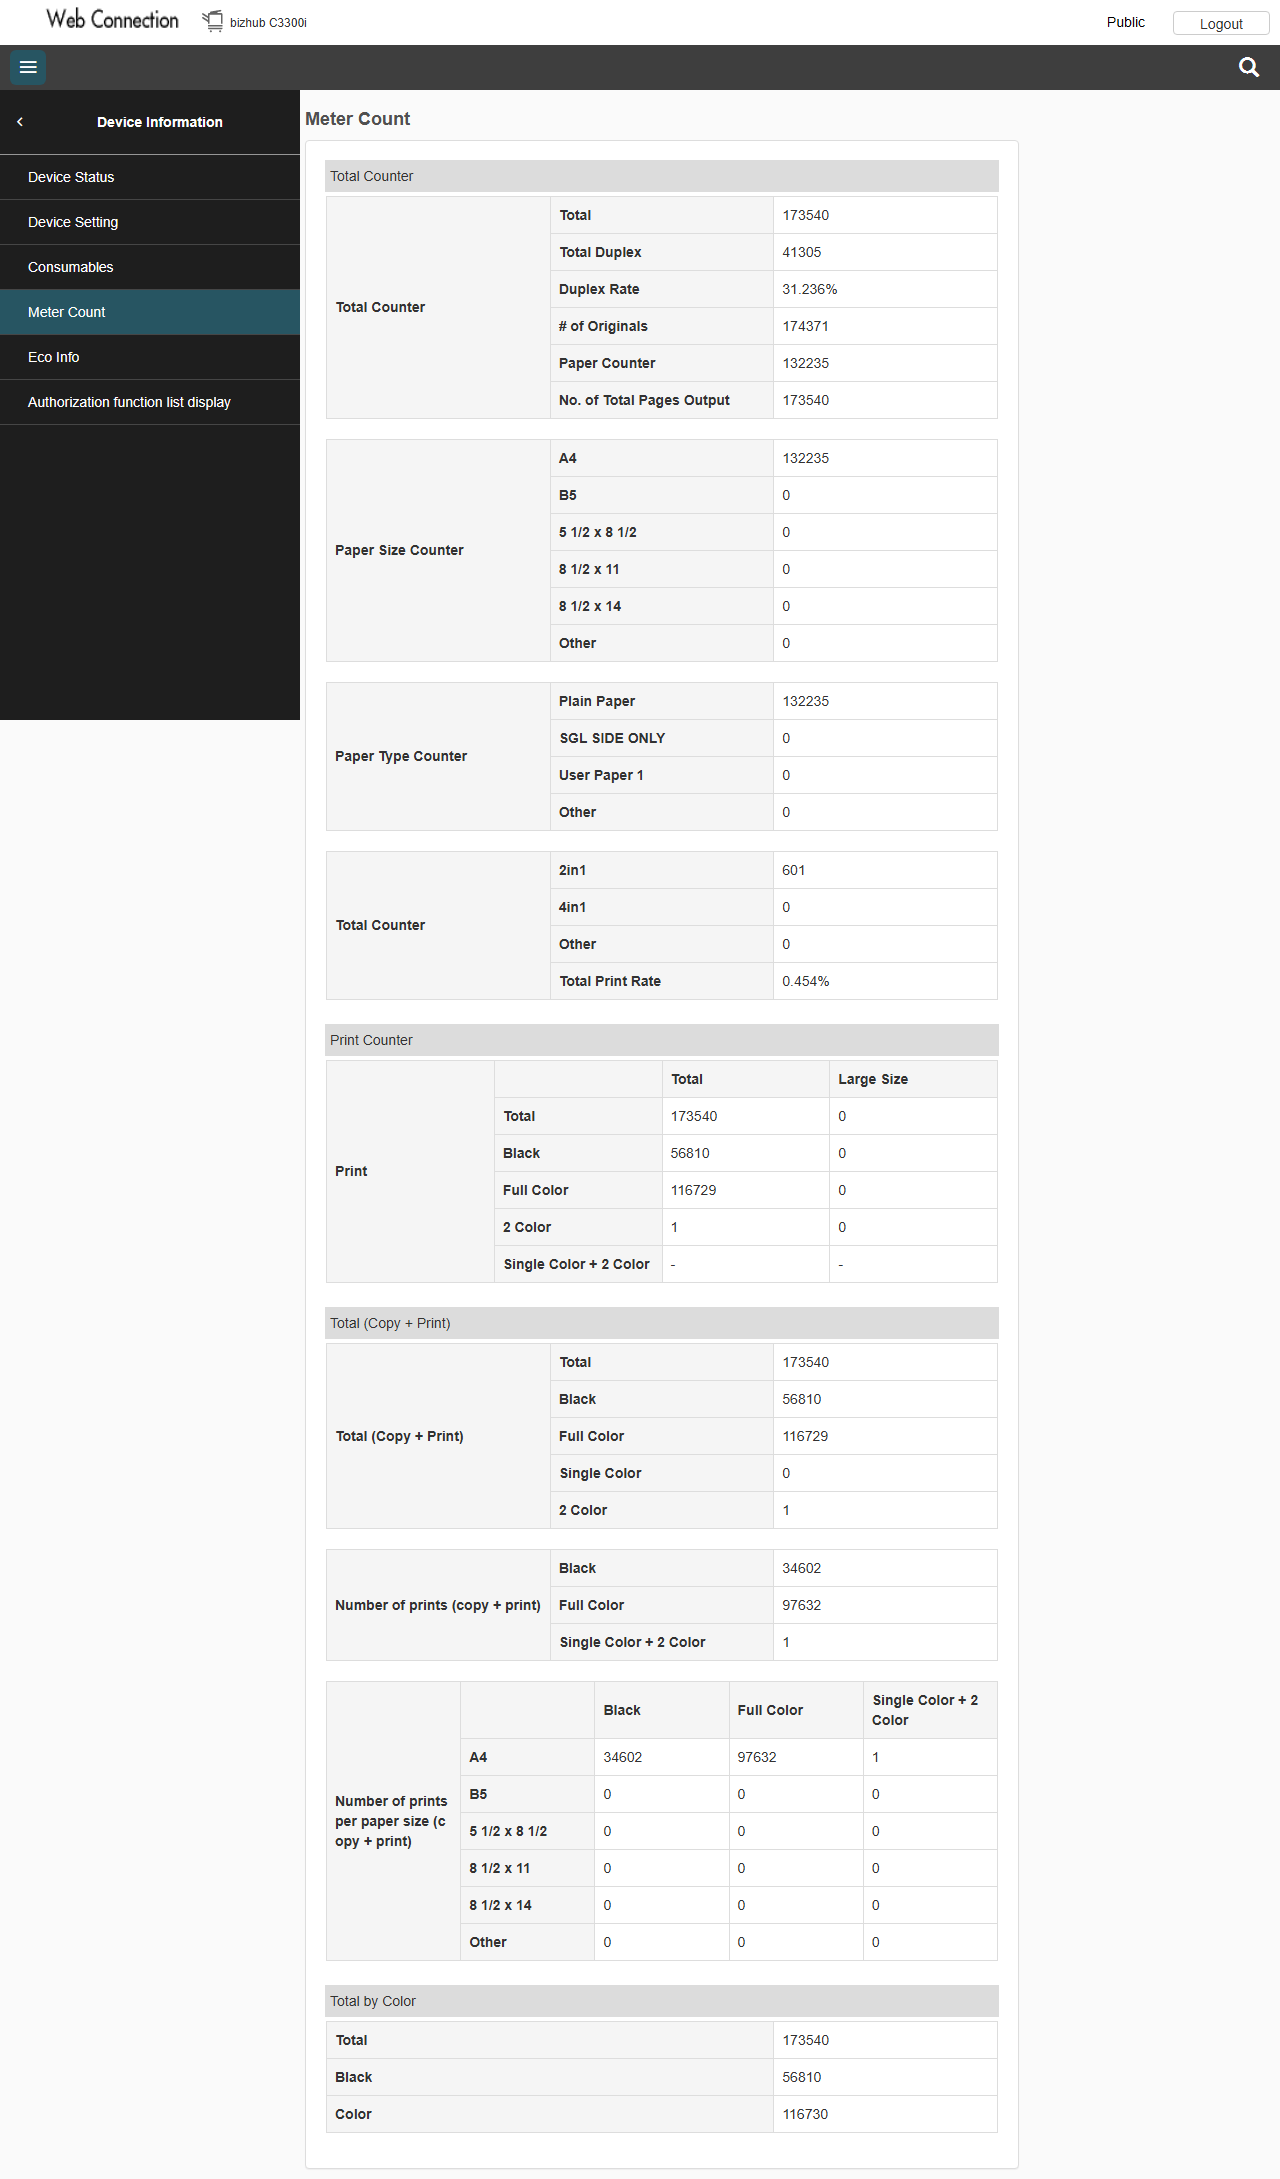 Web Connection
bizhub C3300i
Public
Logout
Device Information
Device Status
Device Setting
Consumables
Meter Count
Eco Info
Authorization function list display
Meter Count
Total Counter
Total Counter
Total 173540
Total Duplex 41305
Duplex Rate 31.236%
# of Originals 174371
Paper Counter 132235
No. of Total Pages Output 173540
Paper Size Counter
A4 132235
B5 0
5 1/2 x 8 1/2 0
8 1/2 x 11 0
8 1/2 x 14 0
Other 0
Paper Type Counter
Plain Paper 132235
SGL SIDE ONLY 0
User Paper 1 0
Other 0
Total Counter
2in1 601
4in1 0
Other 0
Total Print Rate 0.454%
Print Counter
Print
Total Large Size
Total 173540 0
Black 56810 0
Full Color 116729 0
2 Color 1 0
Single Color + 2 Color - -
Total (Copy + Print)
Total (Copy + Print)
Total 173540
Black 56810
Full Color 116729
Single Color 0
2 Color 1
Number of prints (copy + print)
Black 34602
Full Color 97632
Single Color + 2 Color 1
Number of prints
per paper size (c
opy + print)
Black Full Color Single Color + 2
Color
A4 34602 97632 1
B5 0 0 0
5 1/2 x 8 1/2 0 0 0
8 1/2 x 11 0 0 0
8 1/2 x 14 0 0 0
Other 0 0 0
Total by Color
Total 173540
Black 56810
Color 116730